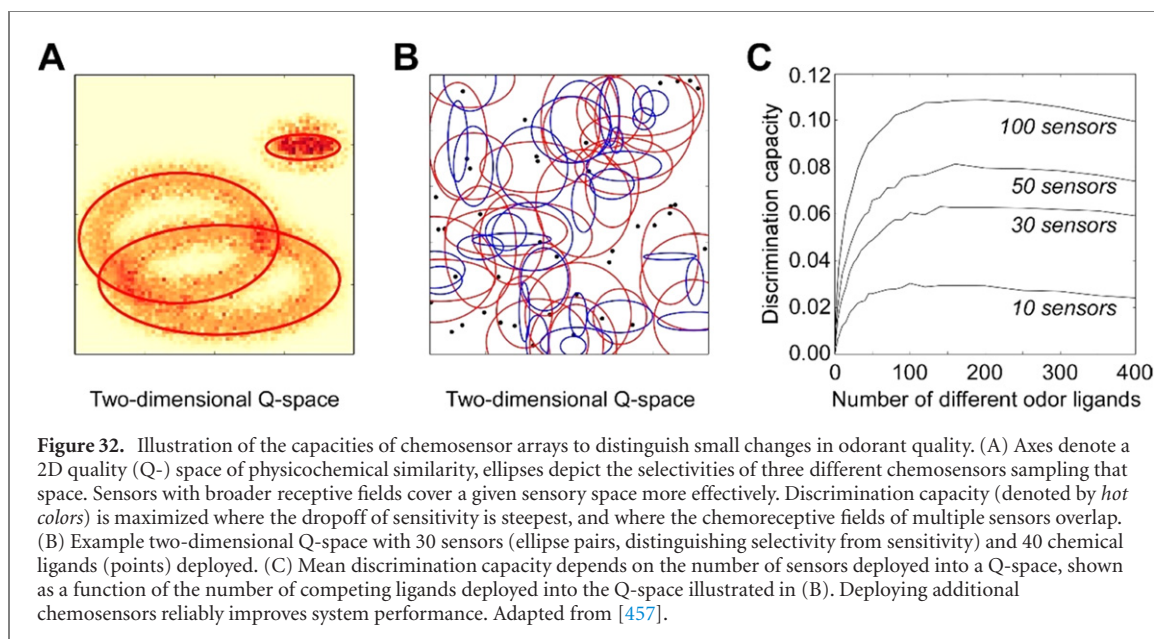 A
B
C
Two-dimensional Q-space
Two-dimensional Q-space
Discrimination capacity
0.12
0.10
0.08
0.06
0.04
0.02
0.00
100 sensors
50 sensors
30 sensors
10 sensors
0 100 200 300 400
Number of different odor ligands
Figure 32. Illustration of the capacities of chemosensor arrays to distinguish small changes in odorant quality. (A) Axes denote a
2D quality (Q-) space of physicochemical similarity, ellipses depict the selectivities of three different chemosensors sampling that
space. Sensors with broader receptive fields cover a given sensory space more effectively. Discrimination capacity (denoted by hot
colors) is maximized where the dropoff of sensitivity is steepest, and where the chemoreceptive fields of multiple sensors overlap.
(B) Example two-dimensional Q-space with 30 sensors (ellipse pairs, distinguishing selectivity from sensitivity) and 40 chemical
ligands (points) deployed. (C) Mean discrimination capacity depends on the number of sensors deployed into a Q-space, shown
as a function of the number of competing ligands deployed into the Q-space illustrated in (B). Deploying additional
chemosensors reliably improves system performance. Adapted from [457].